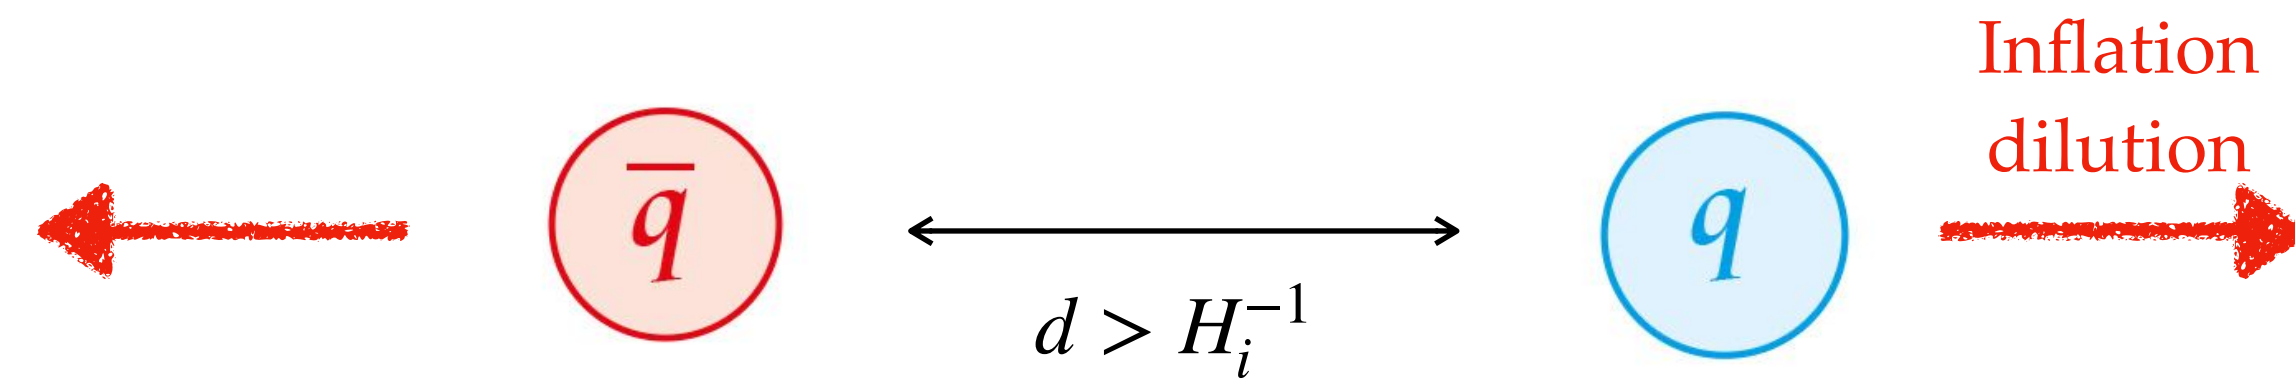 Inflation
dilution
q̅
q
d > H_i^{-1}